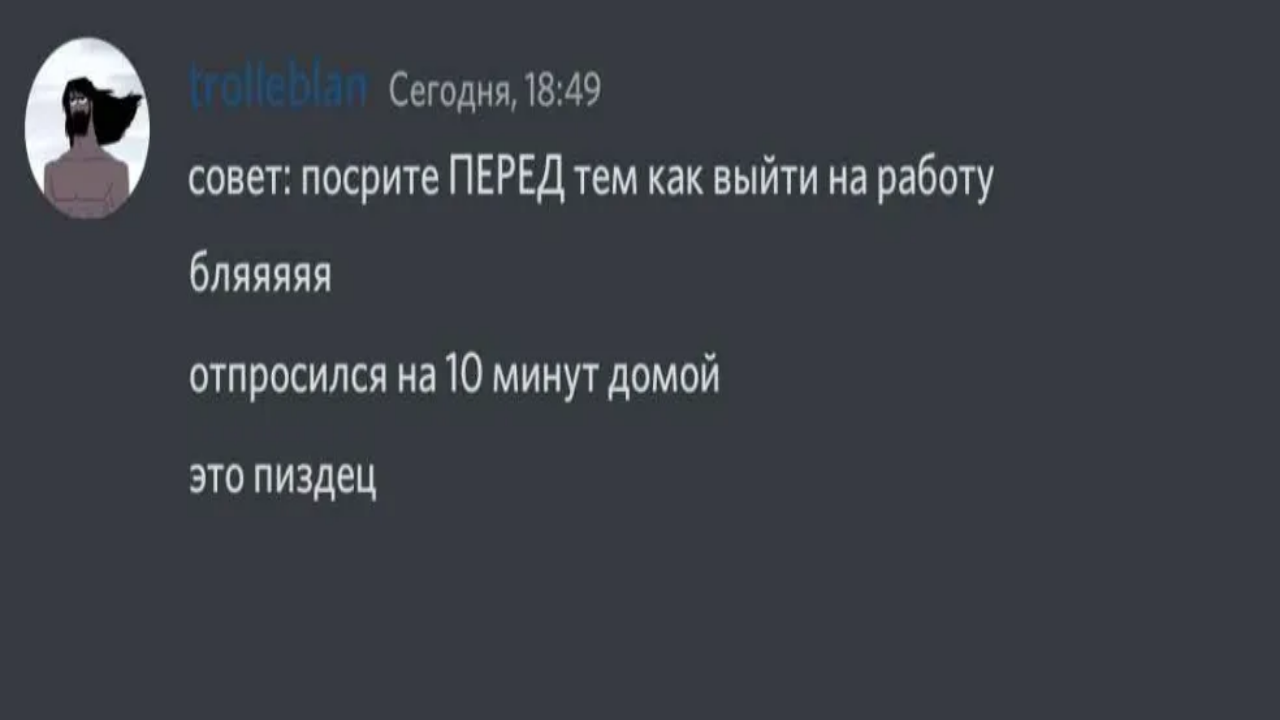 trolleblan Сегодня, 18:49
совет: посрите ПЕРЕД тем как выйти на работу
бляяяяя
отпросился на 10 минут домой
это пиздец